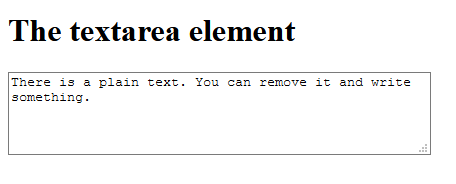 The textarea element
There is a plain text. You can remove it and write
something.